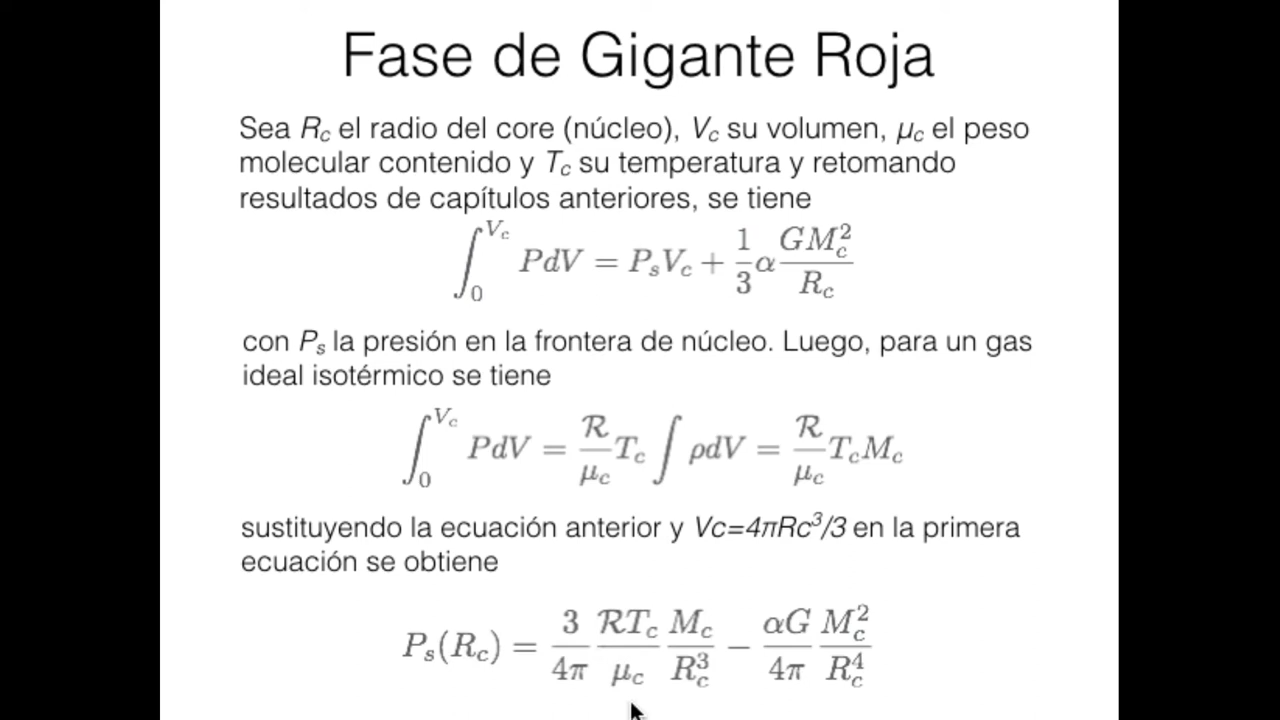 Fase de Gigante Roja
Sea Rc el radio del core (núcleo), Vc su volumen, μc el peso
molecular contenido y Tc su temperatura y retomando
resultados de capítulos anteriores, se tiene
∫₀^{Vc} PdV = PsVc + 1/3 α GMc²/Rc
con Ps la presión en la frontera de núcleo. Luego, para un gas
ideal isotérmico se tiene
∫₀^{Vc} PdV = ℛ/μc Tc ∫ ρdV = ℛ/μc TcMc
sustituyendo la ecuación anterior y Vc=4πRc³/3 en la primera
ecuación se obtiene
Ps(Rc) = 3/4π ℛTc/μc Mc/Rc³ − αG/4π Mc²/Rc⁴